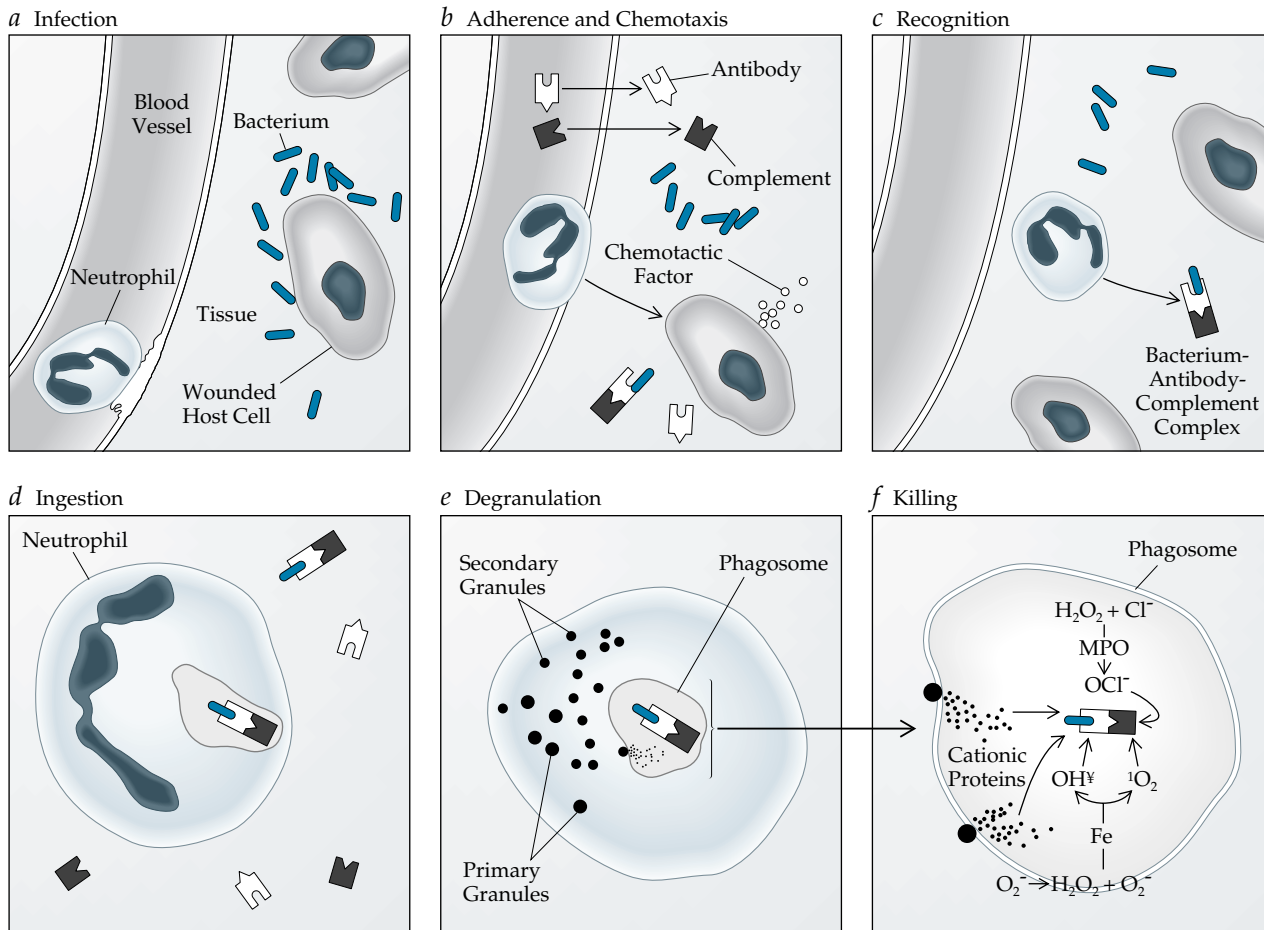 a Infection
Blood
Vessel
Bacterium
Neutrophil
Tissue
Wounded
Host Cell
b Adherence and Chemotaxis
Antibody
Complement
Chemotactic
Factor
c Recognition
Bacterium-
Antibody-
Complement
Complex
d Ingestion
Neutrophil
e Degranulation
Secondary
Granules
Phagosome
Primary
Granules
f Killing
Phagosome
H₂O₂ + Cl⁻
MPO
OCl⁻
Cationic
Proteins
OH¥
¹O₂
Fe
O₂⁻ → H₂O₂ + O₂⁻